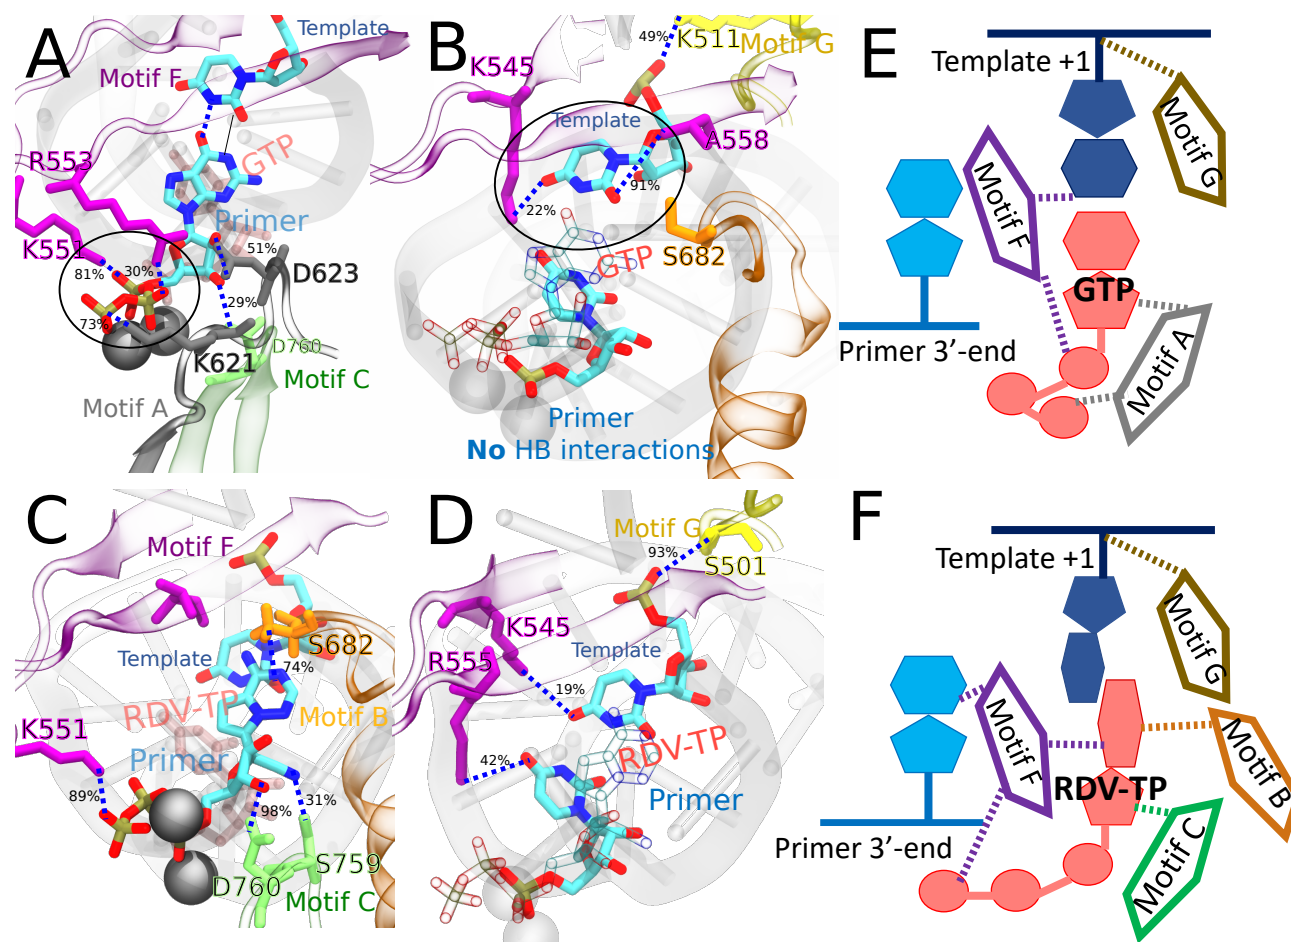 A
Template
Motif F
R553
GTP
Primer
K551
81%
30%
51%
D623
29%
73%
K621
D760
Motif C
Motif A
B
49%
K511
Motif G
K545
Template
A558
91%
22%
GTP
S682
Primer
No HB interactions
C
Motif F
S682
Template
74%
RDV-TP
Motif B
K551
Primer
89%
98%
31%
S759
D760
Motif C
D
Motif G
93%
S501
K545
R555
Template
19%
RDV-TP
42%
Primer
E
Template +1
Motif G
Motif F
GTP
Motif A
Primer 3’-end
F
Template +1
Motif G
Motif F
Motif B
RDV-TP
Motif C
Primer 3’-end